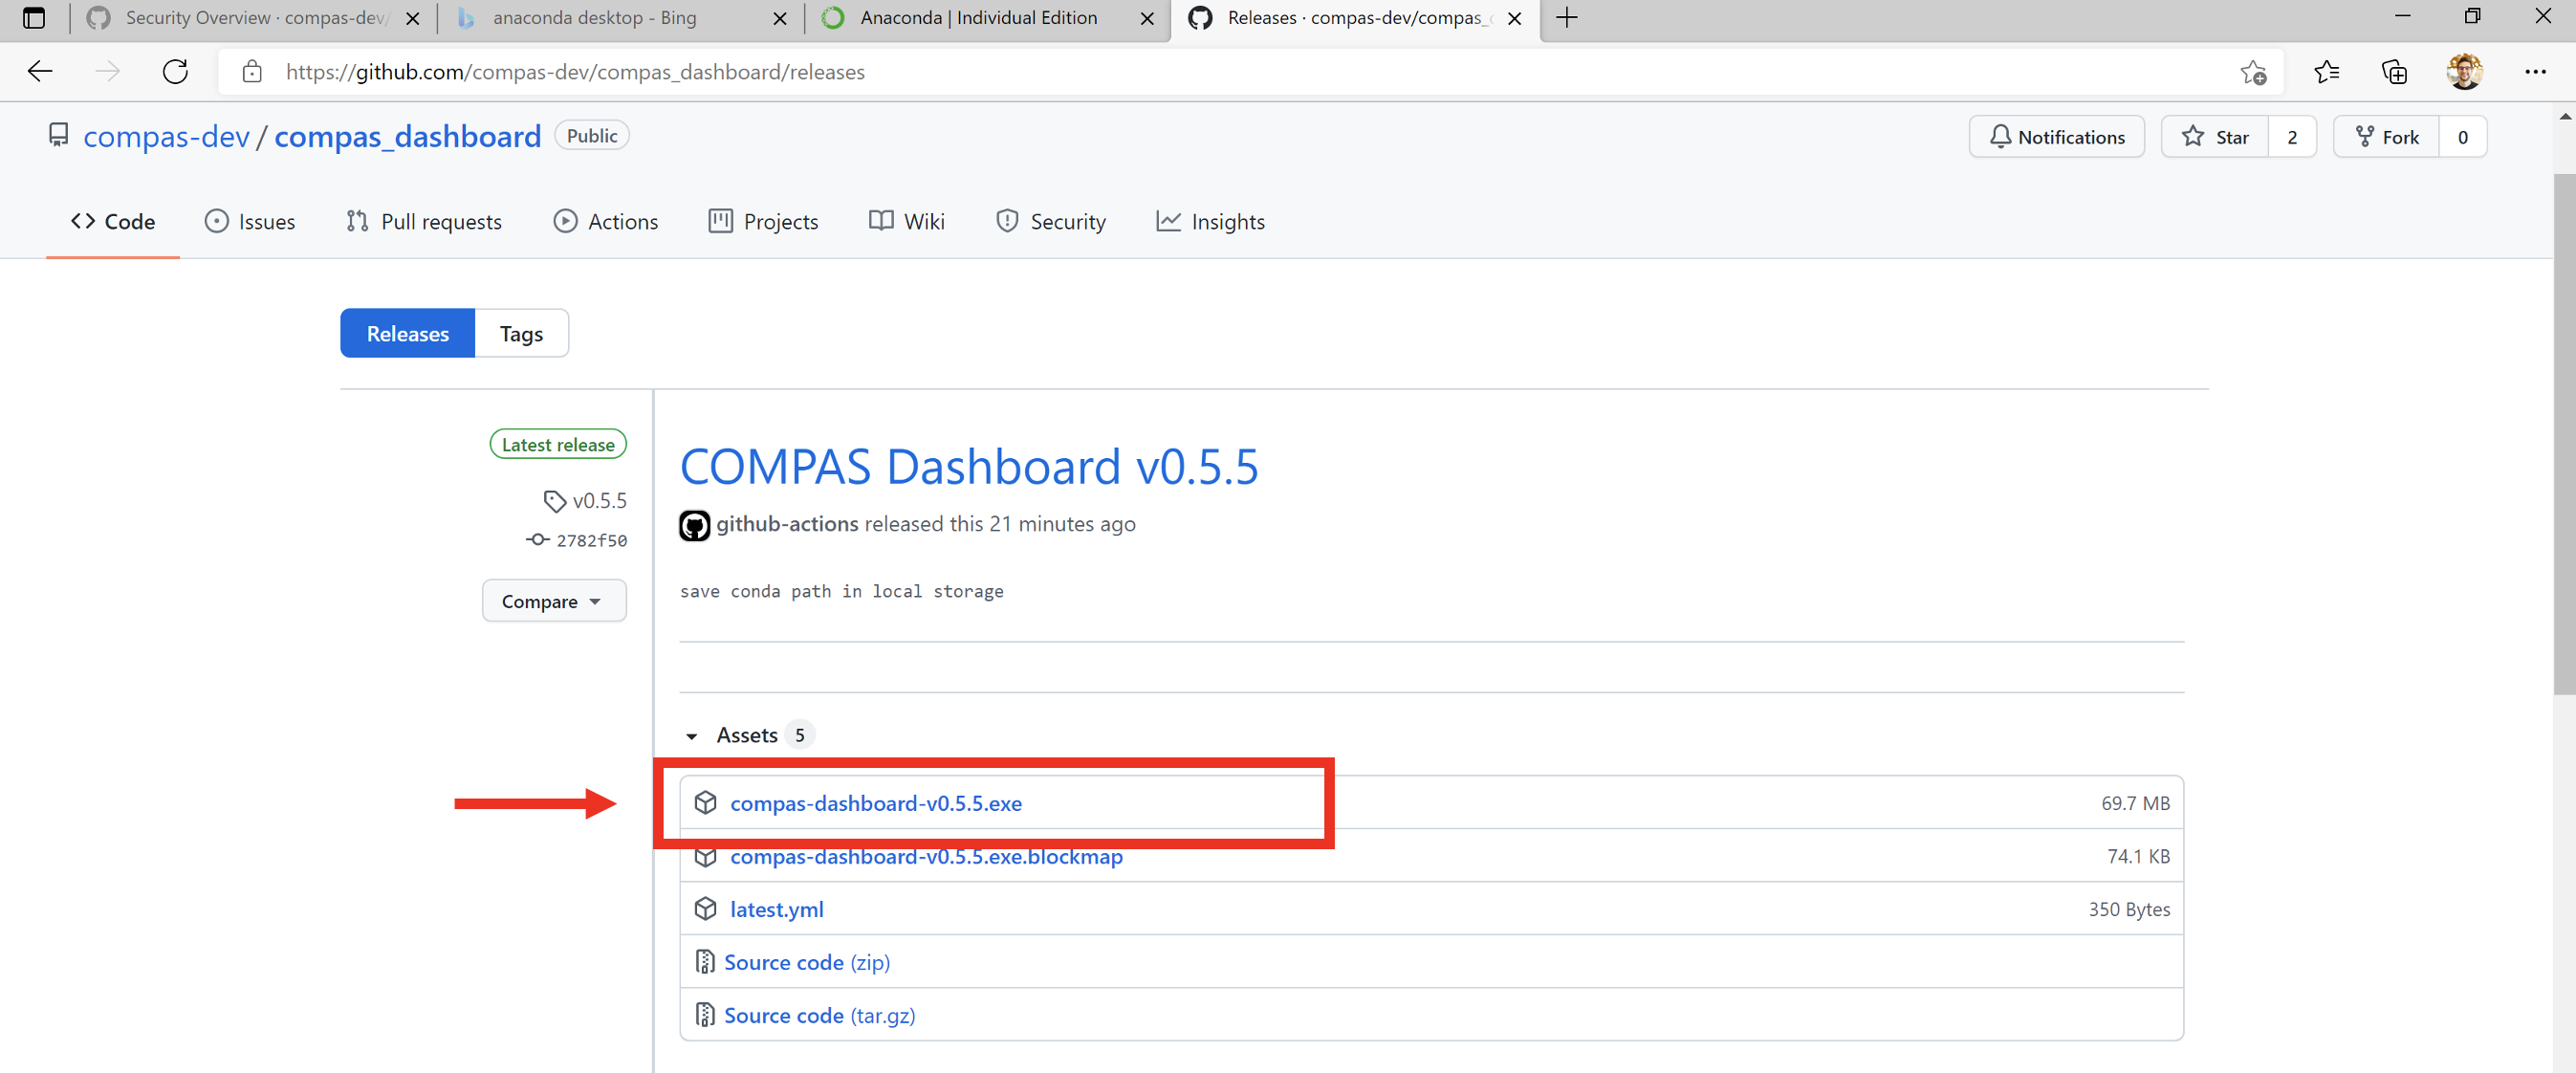 Security Overview · compas-dev/
anaconda desktop - Bing
Anaconda | Individual Edition
Releases · compas-dev/compas_
https://github.com/compas-dev/compas_dashboard/releases
compas-dev / compas_dashboard Public
Notifications
Star 2
Fork 0
Code
Issues
Pull requests
Actions
Projects
Wiki
Security
Insights
Releases
Tags
Latest release
v0.5.5
2782f50
Compare
COMPAS Dashboard v0.5.5
github-actions released this 21 minutes ago
save conda path in local storage
Assets 5
compas-dashboard-v0.5.5.exe 69.7 MB
compas-dashboard-v0.5.5.exe.blockmap 74.1 KB
latest.yml 350 Bytes
Source code (zip)
Source code (tar.gz)